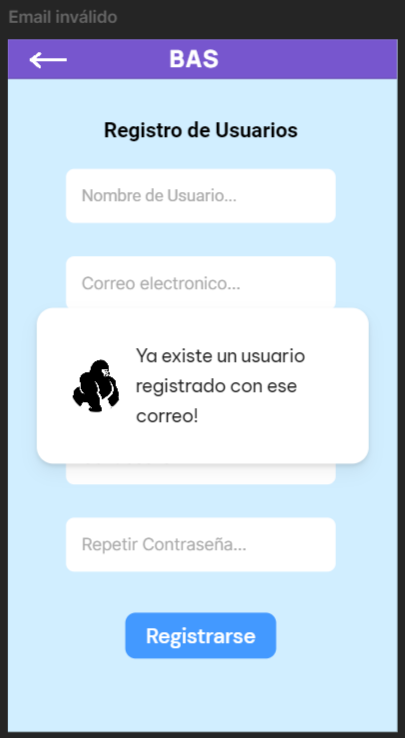 Email inválido
BAS
Registro de Usuarios
Nombre de Usuario...
Correo electronico...
Ya existe un usuario
registrado con ese
correo!
Repetir Contraseña...
Registrarse